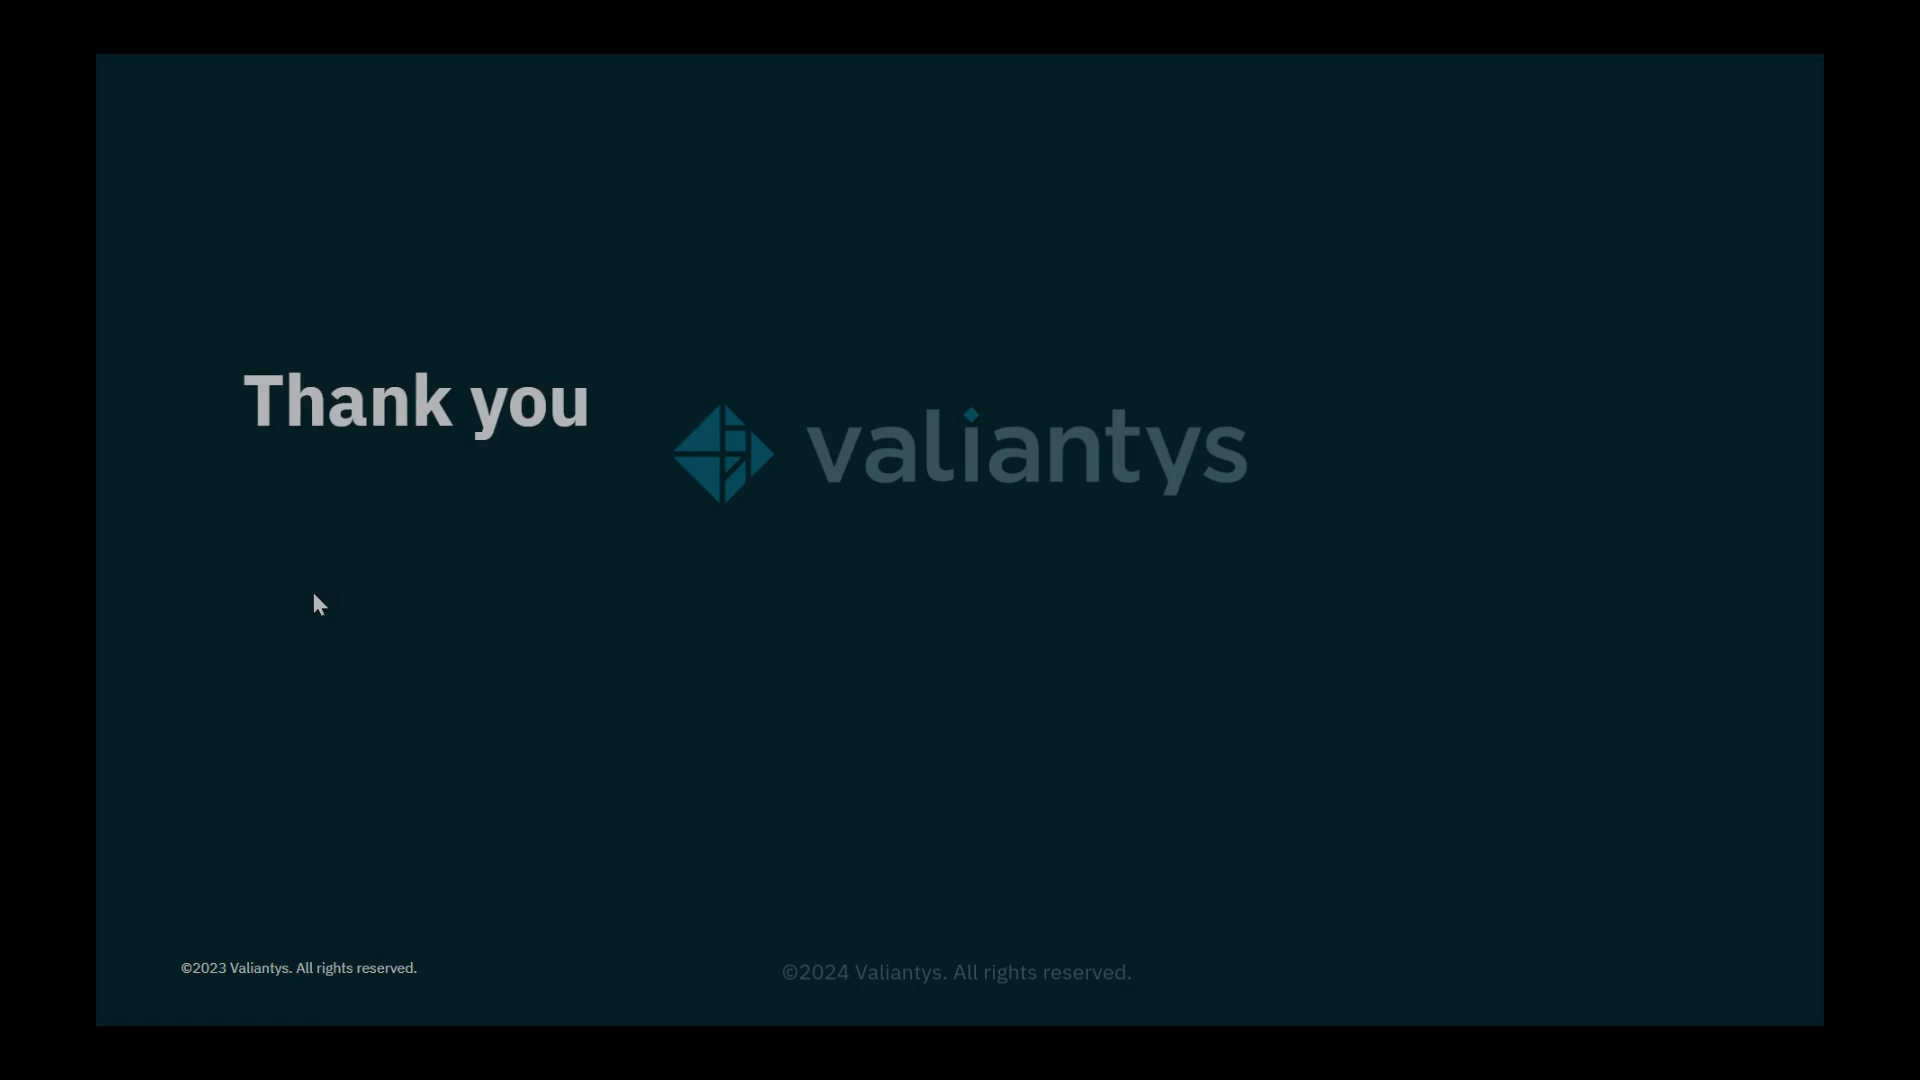 Thank you
valiantys
©2023 Valiantys. All rights reserved.
©2024 Valiantys. All rights reserved.